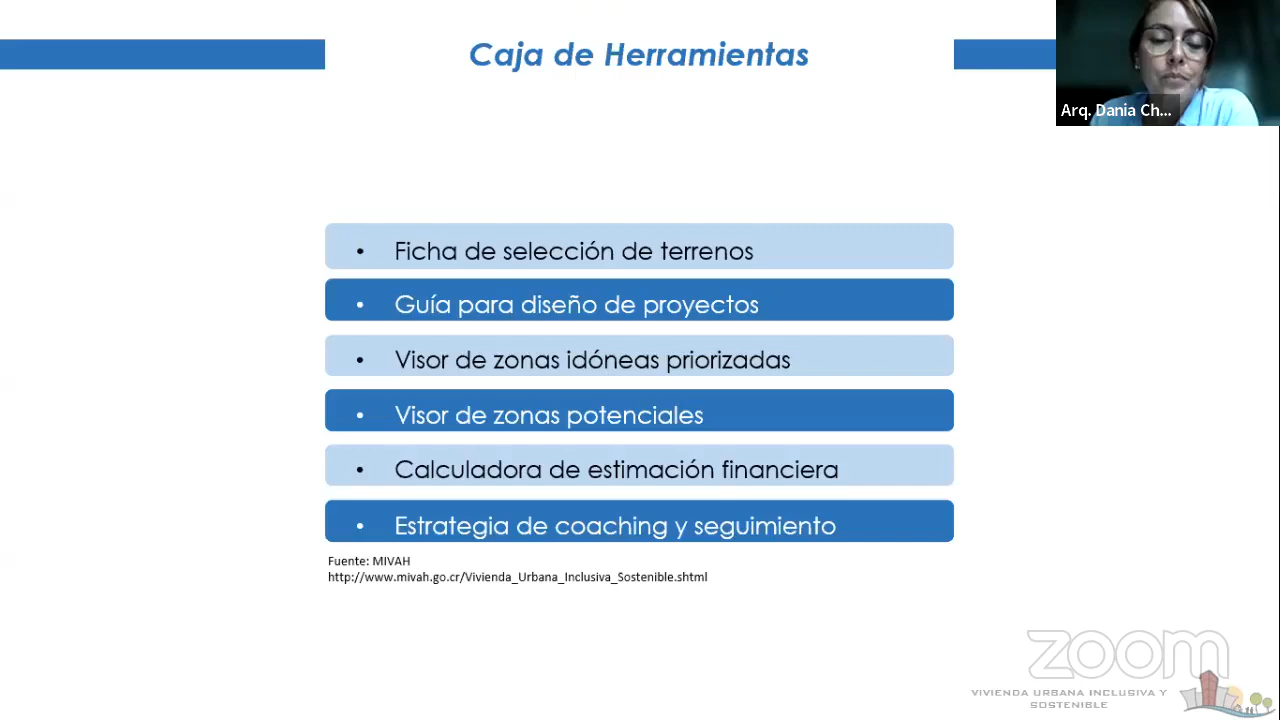 Caja de Herramientas
Arq. Dania Ch...
• Ficha de selección de terrenos
• Guía para diseño de proyectos
• Visor de zonas idóneas priorizadas
• Visor de zonas potenciales
• Calculadora de estimación financiera
• Estrategia de coaching y seguimiento
Fuente: MIVAH
http://www.mivah.go.cr/Vivienda_Urbana_Inclusiva_Sostenible.shtml
zoom
VIVIENDA URBANA INCLUSIVA Y
SOSTENIBLE